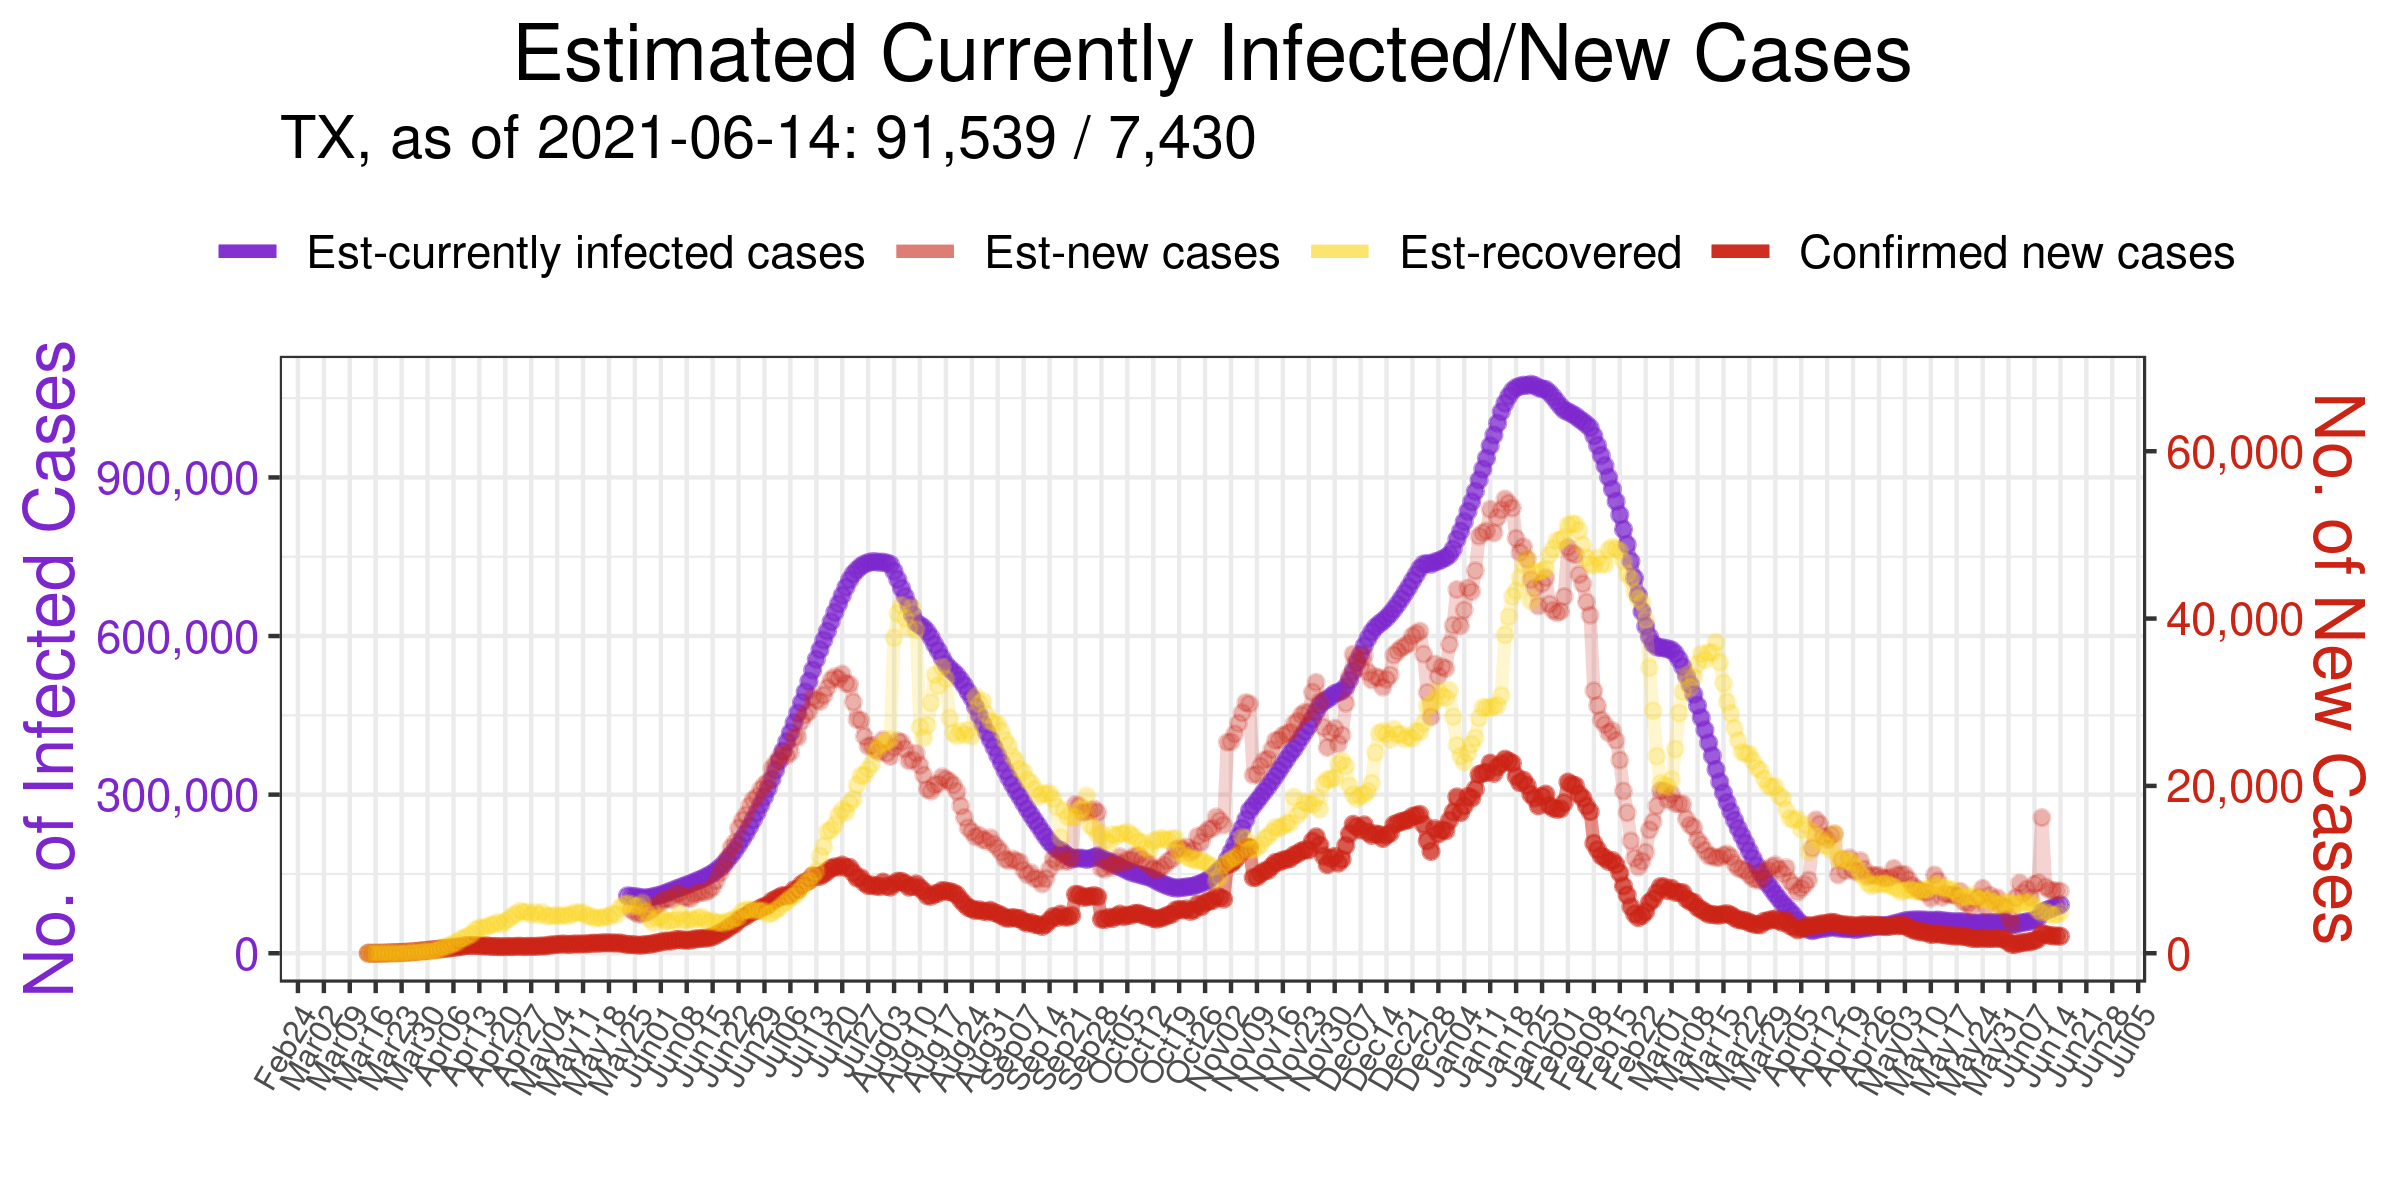 Estimated Currently Infected/New Cases
TX, as of 2021-06-14: 91,539 / 7,430
Est-currently infected cases
Est-new cases
Est-recovered
Confirmed new cases
No. of Infected Cases
900,000
600,000
300,000
0
60,000
40,000
20,000
0
No. of New Cases
Feb24
Mar02
Mar09
Mar16
Mar23
Mar30
Apr06
Apr13
Apr20
Apr27
May04
May11
May18
May25
Jun01
Jun08
Jun15
Jun22
Jun29
Jul06
Jul13
Jul20
Jul27
Aug03
Aug10
Aug17
Aug24
Aug31
Sep07
Sep14
Sep21
Sep28
Oct05
Oct12
Oct19
Oct26
Nov02
Nov09
Nov16
Nov23
Nov30
Dec07
Dec14
Dec21
Dec28
Jan04
Jan11
Jan18
Jan25
Feb01
Feb08
Feb15
Feb22
Mar01
Mar08
Mar15
Mar22
Mar29
Apr05
Apr12
Apr19
Apr26
May03
May10
May17
May24
May31
Jun07
Jun14
Jun21
Jun28
Jul05